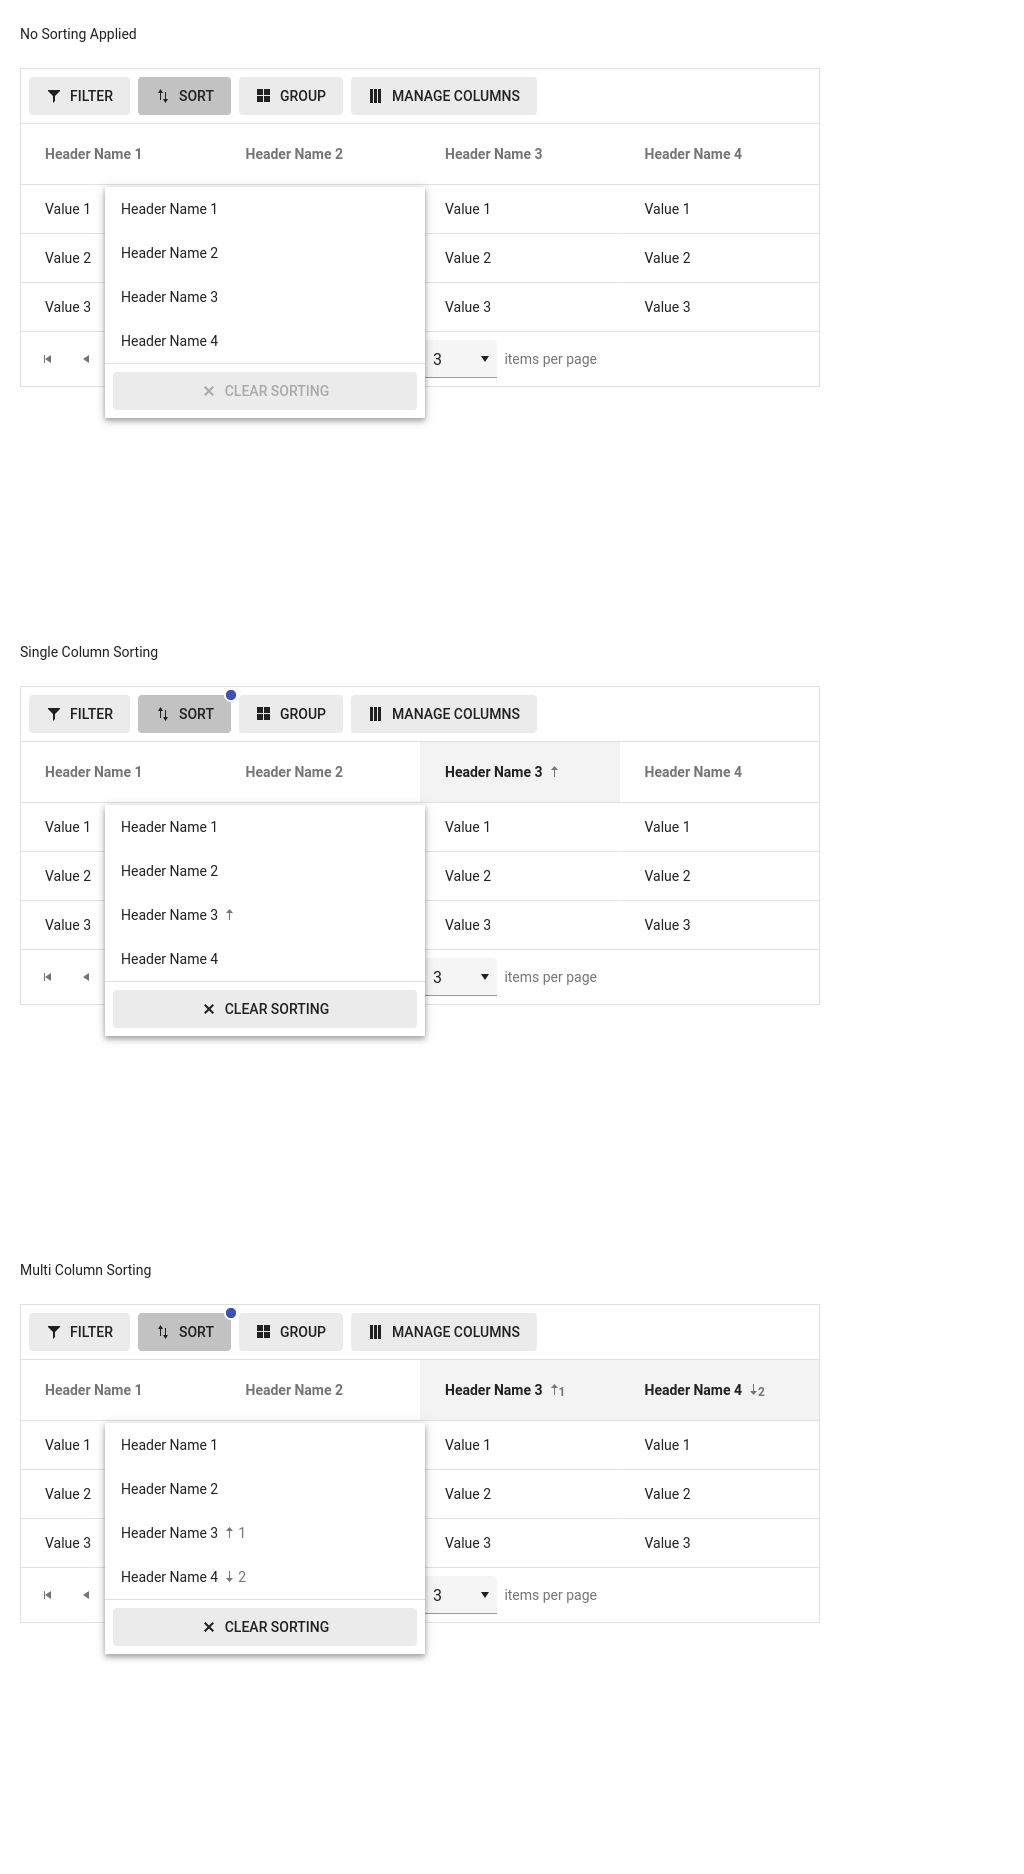 No Sorting Applied
FILTER SORT GROUP MANAGE COLUMNS
Header Name 1 Header Name 2 Header Name 3 Header Name 4
Value 1 Header Name 1 Value 1 Value 1
Header Name 2
Value 2 Value 2 Value 2
Header Name 3
Value 3 Value 3 Value 3
Header Name 4
3 items per page
CLEAR SORTING
Single Column Sorting
FILTER SORT GROUP MANAGE COLUMNS
Header Name 1 Header Name 2 Header Name 3 ↑ Header Name 4
Value 1 Header Name 1 Value 1 Value 1
Header Name 2
Value 2 Value 2 Value 2
Header Name 3 ↑
Value 3 Value 3 Value 3
Header Name 4
3 items per page
CLEAR SORTING
Multi Column Sorting
FILTER SORT GROUP MANAGE COLUMNS
Header Name 1 Header Name 2 Header Name 3 ↑1 Header Name 4 ↓2
Value 1 Header Name 1 Value 1 Value 1
Header Name 2
Value 2 Value 2 Value 2
Header Name 3 ↑ 1
Value 3 Value 3 Value 3
Header Name 4 ↓ 2
3 items per page
CLEAR SORTING